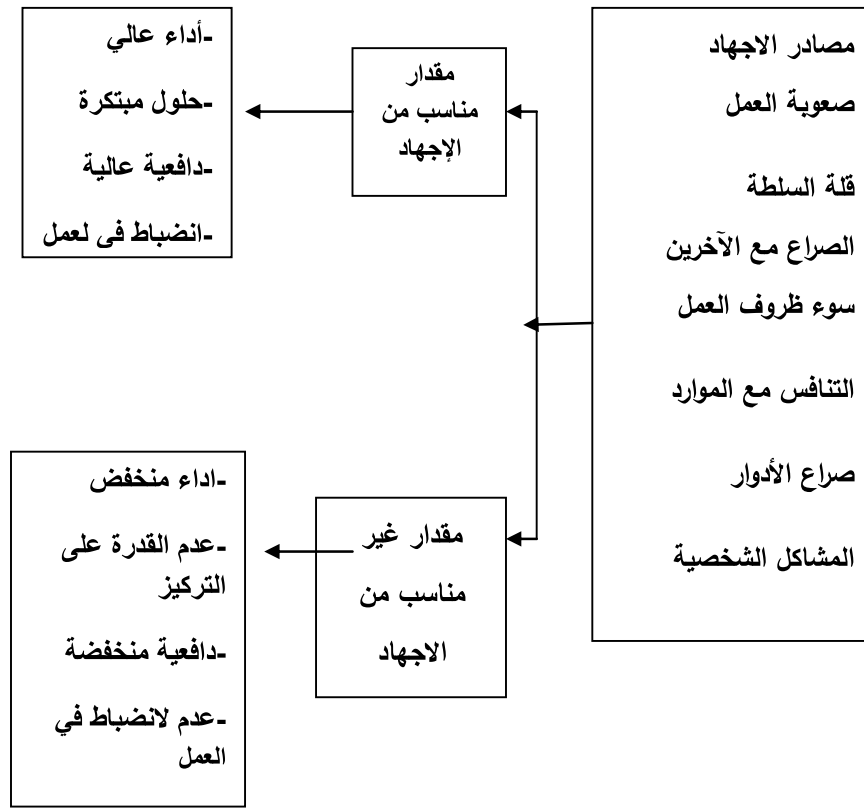 مصادر الاجهاد
صعوبة العمل
قلة السلطة
الصراع مع الآخرين
سوء ظروف العمل
التنافس مع الموارد
صراع الأدوار
المشاكل الشخصية
مقدار
مناسب من
الإجهاد
-أداء عالي
-حلول مبتكرة
-دافعية عالية
-انضباط فى لعمل
مقدار غير
مناسب من
الاجهاد
-اداء منخفض
-عدم القدرة على
التركيز
-دافعية منخفضة
-عدم لانضباط في
العمل